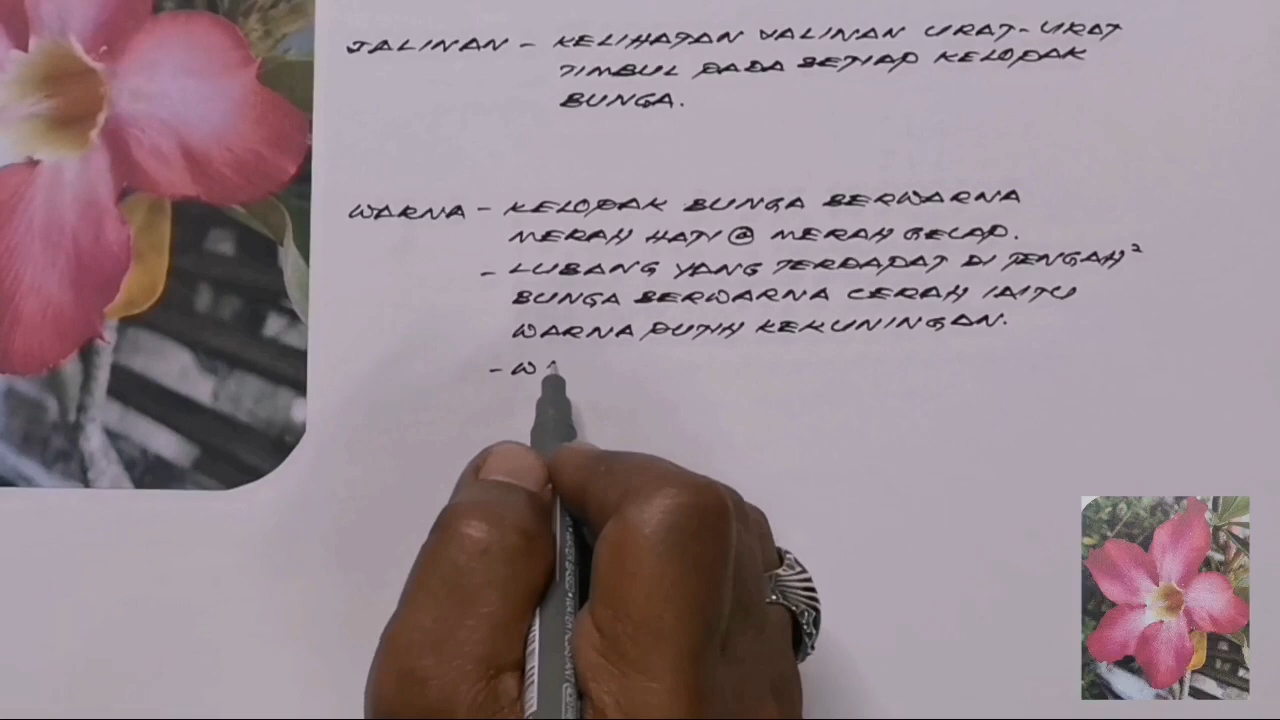 JALINAN - KELIHATAN JALINAN URAT-URAT
TIMBUL PADA SETIAP KELOPAK
BUNGA.
WARNA - KELOPAK BUNGA BERWARNA
MERAH HATI @ MERAH GELAP.
- LUBANG YANG TERDAPAT DI TENGAH²
BUNGA BERWARNA CERAH IAITU
WARNA PUTIH KEKUNINGAN.
- W